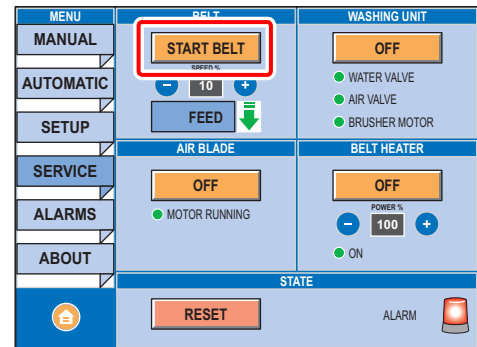 MENU
MANUAL
AUTOMATIC
SETUP
SERVICE
ALARMS
ABOUT
BELT
START BELT
SPEED %
10
FEED
WASHING UNIT
OFF
WATER VALVE
AIR VALVE
BRUSHER MOTOR
AIR BLADE
OFF
MOTOR RUNNING
BELT HEATER
OFF
POWER %
100
ON
STATE
RESET
ALARM